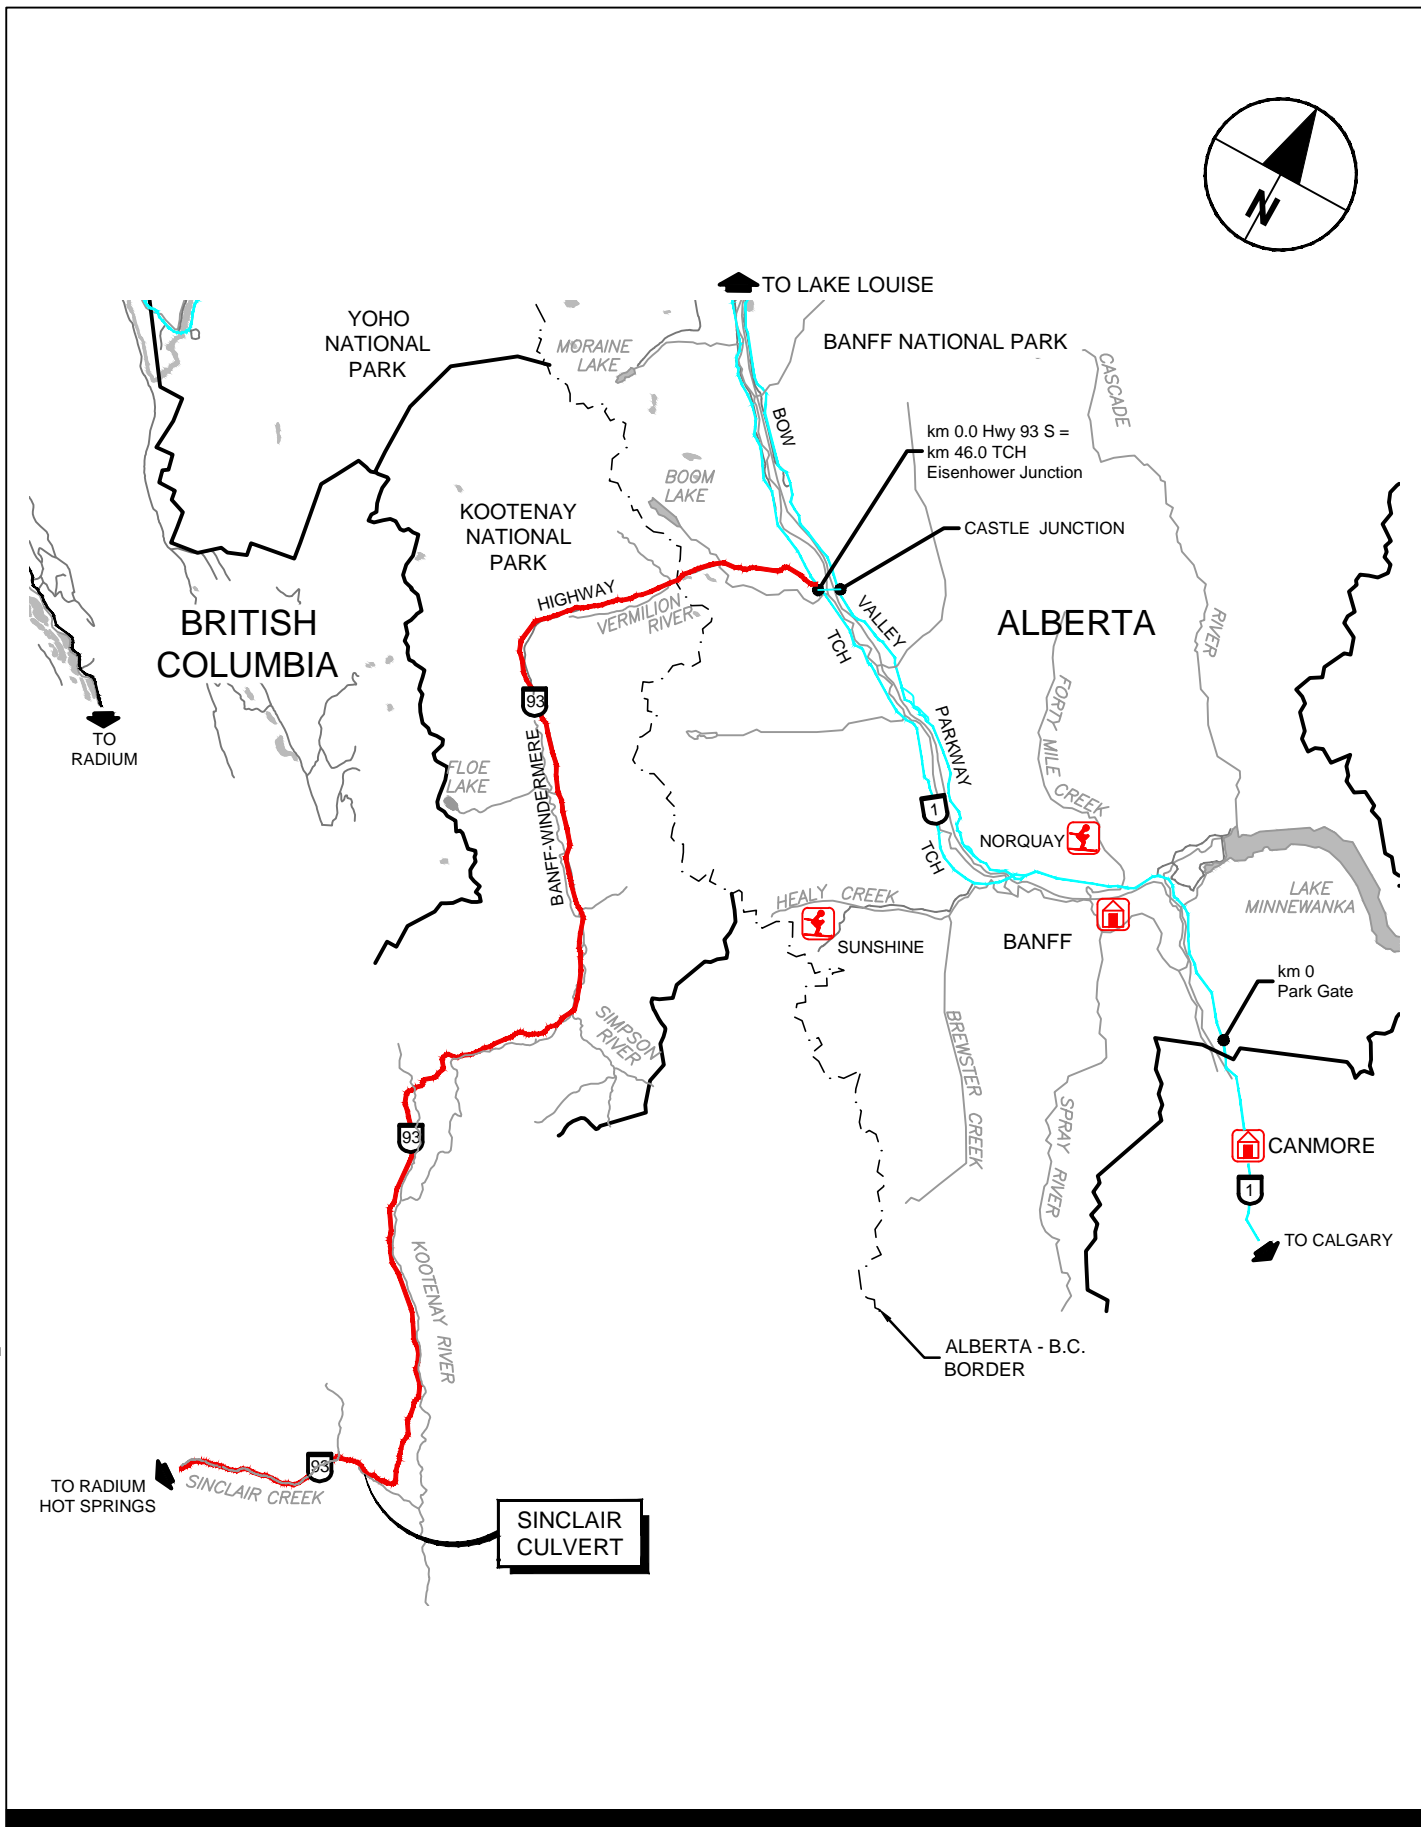 N
TO LAKE LOUISE
YOHO
NATIONAL
PARK
MORAINE
LAKE
BANFF NATIONAL PARK
CASCADE
RIVER
BOW
VALLEY
PARKWAY
km 0.0 Hwy 93 S =
km 46.0 TCH
Eisenhower Junction
BOOM
LAKE
KOOTENAY
NATIONAL
PARK
CASTLE JUNCTION
HIGHWAY
VERMILION
RIVER
BRITISH
COLUMBIA
ALBERTA
TCH
93
TO
RADIUM
FLOE
LAKE
BANFF-WINDERMERE
FORTY MILE CREEK
1
TCH
NORQUAY
HEALY CREEK
SUNSHINE
BANFF
LAKE
MINNEWANKA
km 0
Park Gate
SIMPSON
RIVER
BREWSTER CREEK
SPRAY RIVER
93
CANMORE
1
TO CALGARY
KOOTENAY RIVER
ALBERTA - B.C.
BORDER
93
TO RADIUM
HOT SPRINGS
SINCLAIR CREEK
SINCLAIR
CULVERT